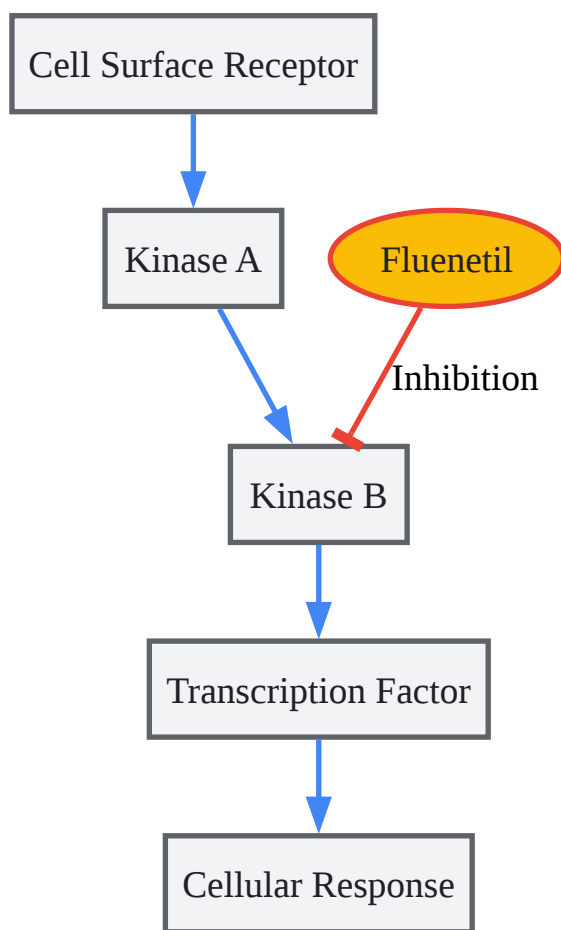 Cell Surface Receptor
Kinase A
Fluenetil
Inhibition
Kinase B
Transcription Factor
Cellular Response